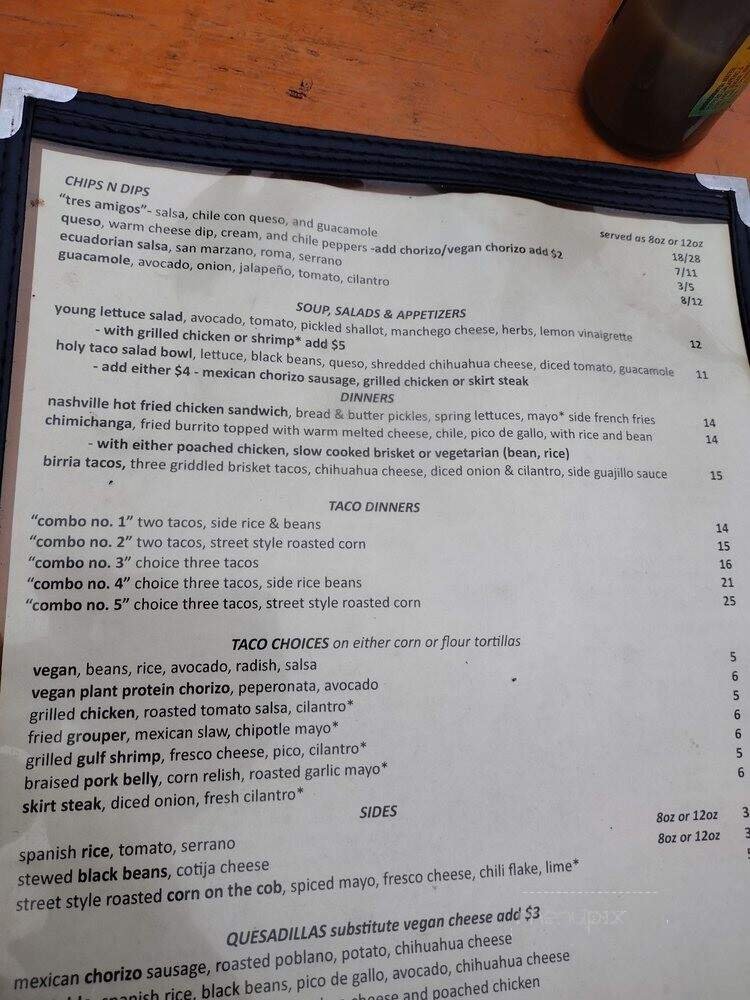 CHIPS N DIPS
served as 8oz or 12oz
"tres amigos"- salsa, chile con queso, and guacamole 18/28
queso, warm cheese dip, cream, and chile peppers -add chorizo/vegan chorizo add $2 7/11
ecuadorian salsa, san marzano, roma, serrano 3/5
guacamole, avocado, onion, jalapeño, tomato, cilantro 8/12
SOUP, SALADS & APPETIZERS
young lettuce salad, avocado, tomato, pickled shallot, manchego cheese, herbs, lemon vinaigrette 12
- with grilled chicken or shrimp* add $5
holy taco salad bowl, lettuce, black beans, queso, shredded chihuahua cheese, diced tomato, guacamole 11
- add either $4 - mexican chorizo sausage, grilled chicken or skirt steak
DINNERS
nashville hot fried chicken sandwich, bread & butter pickles, spring lettuces, mayo* side french fries 14
chimichanga, fried burrito topped with warm melted cheese, chile, pico de gallo, with rice and bean 14
- with either poached chicken, slow cooked brisket or vegetarian (bean, rice)
birria tacos, three griddled brisket tacos, chihuahua cheese, diced onion & cilantro, side guajillo sauce 15
TACO DINNERS
"combo no. 1" two tacos, side rice & beans 14
"combo no. 2" two tacos, street style roasted corn 15
"combo no. 3" choice three tacos 16
"combo no. 4" choice three tacos, side rice beans 21
"combo no. 5" choice three tacos, street style roasted corn 25
TACO CHOICES on either corn or flour tortillas
vegan, beans, rice, avocado, radish, salsa 5
vegan plant protein chorizo, peperonata, avocado 6
grilled chicken, roasted tomato salsa, cilantro* 5
fried grouper, mexican slaw, chipotle mayo* 6
grilled gulf shrimp, fresco cheese, pico, cilantro* 6
braised pork belly, corn relish, roasted garlic mayo* 5
skirt steak, diced onion, fresh cilantro* 6
SIDES
spanish rice, tomato, serrano 8oz or 12oz 3
stewed black beans, cotija cheese 8oz or 12oz 3
street style roasted corn on the cob, spiced mayo, fresco cheese, chili flake, lime*
QUESADILLAS substitute vegan cheese add $3
mexican chorizo sausage, roasted poblano, potato, chihuahua cheese
spanish rice, black beans, pico de gallo, avocado, chihuahua cheese
cheese and poached chicken